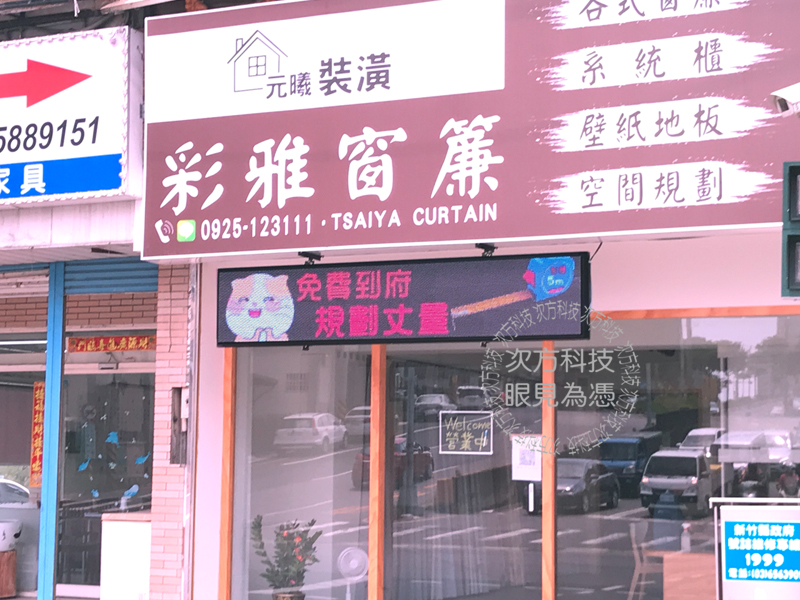 5889151
家具
元曦 裝潢
彩雅窗簾
0925-123111·TSAIYA CURTAIN
各式窗簾
系統櫃
壁紙地板
空間規劃
免費到府
規劃丈量
5m
次方科技
眼見為憑
Welcome
營業中
新竹縣政府
1999